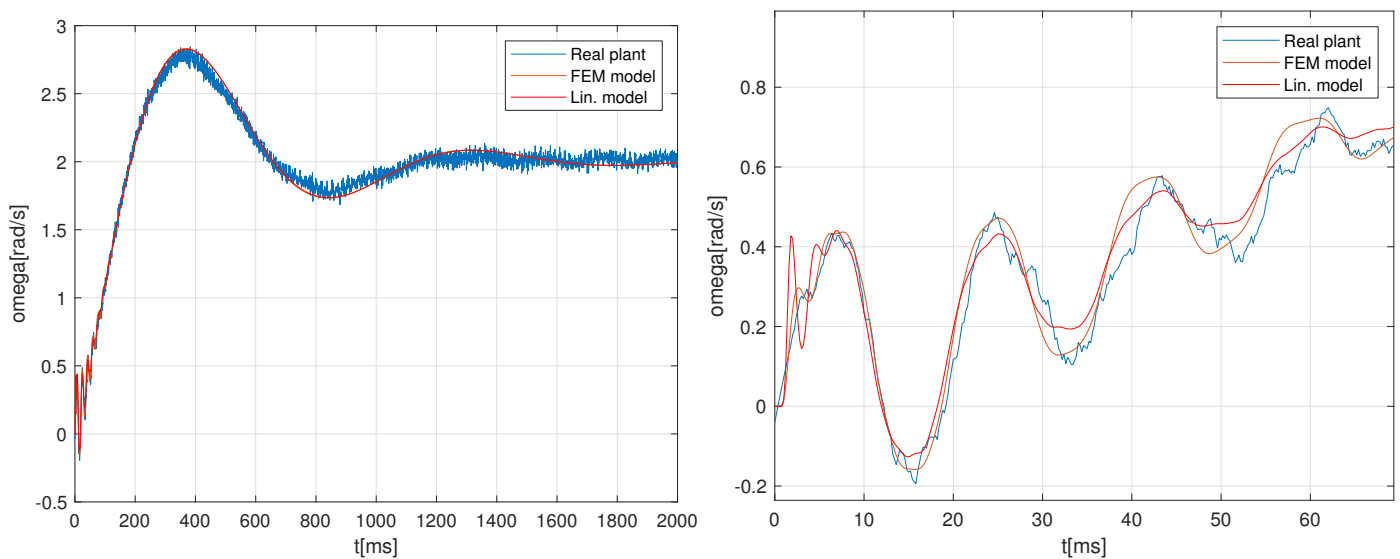 3
2.5
2
1.5
1
0.5
0
-0.5
omega[rad/s]
0 200 400 600 800 1000 1200 1400 1600 1800 2000
t[ms]
Real plant
FEM model
Lin. model
0.8
0.6
0.4
0.2
0
-0.2
omega[rad/s]
0 10 20 30 40 50 60
t[ms]
Real plant
FEM model
Lin. model